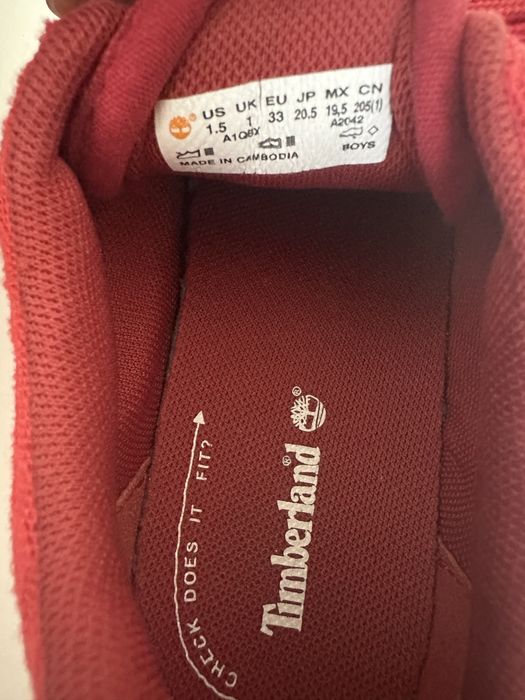 US UK EU JP MX CN
1.5 1 33 20.5 19,5 205(1)
A1Q8X A2042
BOYS
MADE IN CAMBODIA
Timberland®
CHECK DOES IT FIT?